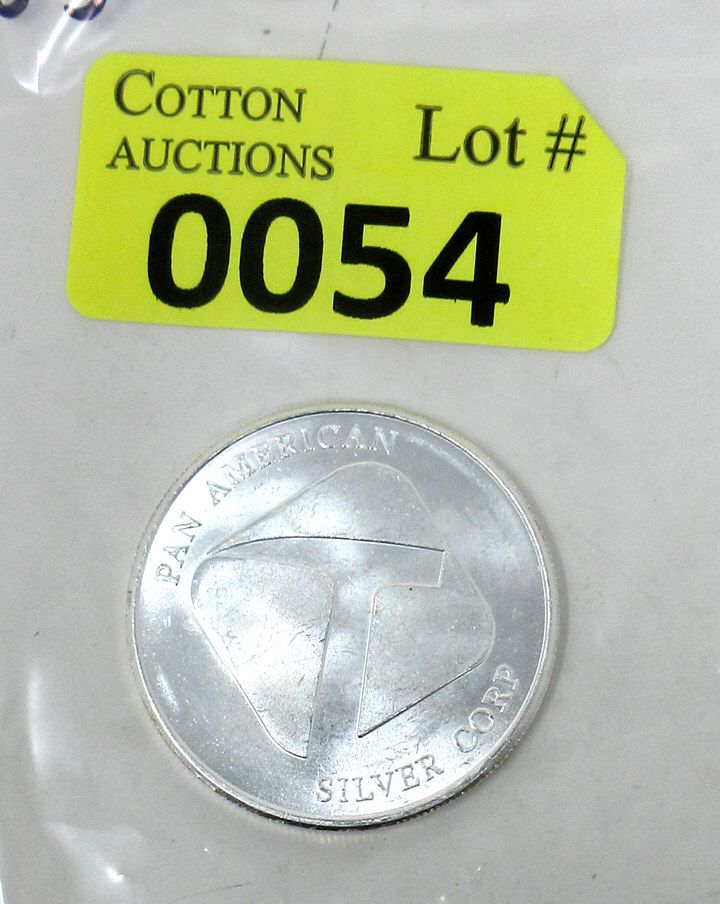 COTTON
AUCTIONS
Lot #
0054
PAN AMERICAN
SILVER CORP